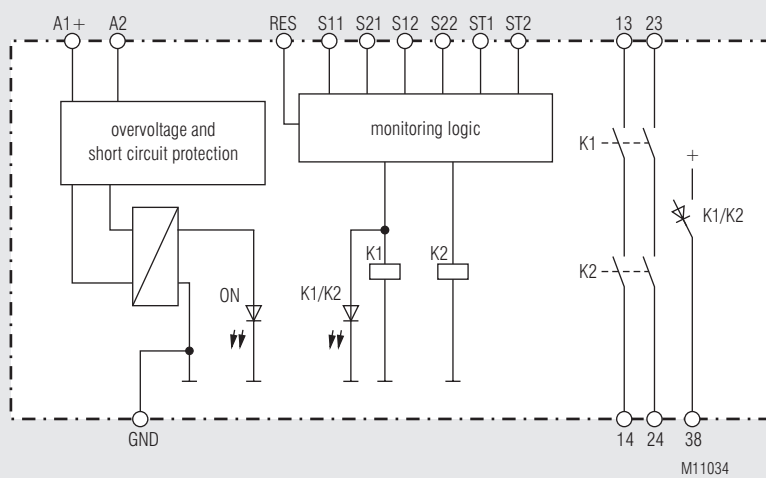 A1+ A2 RES S11 S21 S12 S22 ST1 ST2 13 23
overvoltage and
short circuit protection
monitoring logic
K1
+
K1/K2
K1 K2
K2
ON K1/K2
GND 14 24 38
M11034